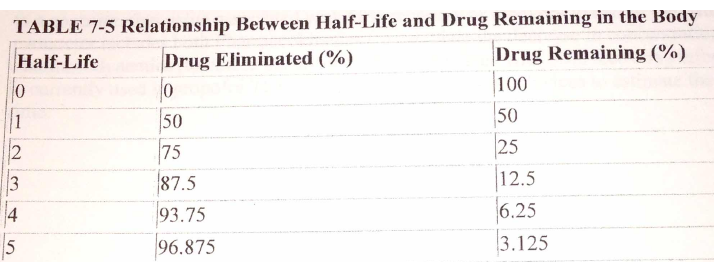 TABLE 7-5 Relationship Between Half-Life and Drug Remaining in the Body
Half-Life Drug Eliminated (%) Drug Remaining (%)
0 0 100
1 50 50
2 75 25
3 87.5 12.5
4 93.75 6.25
5 96.875 3.125